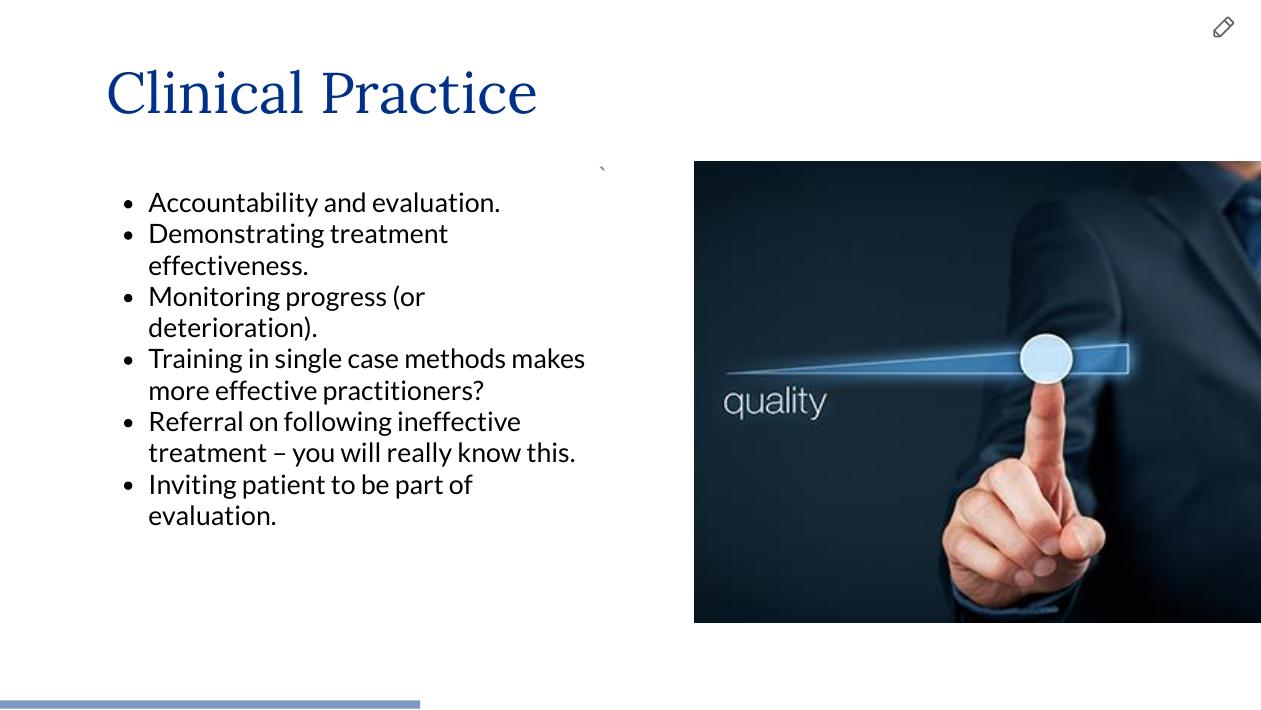 Clinical Practice
`
• Accountability and evaluation.
• Demonstrating treatment
effectiveness.
• Monitoring progress (or
deterioration).
• Training in single case methods makes
more effective practitioners?
• Referral on following ineffective
treatment – you will really know this.
• Inviting patient to be part of
evaluation.
quality